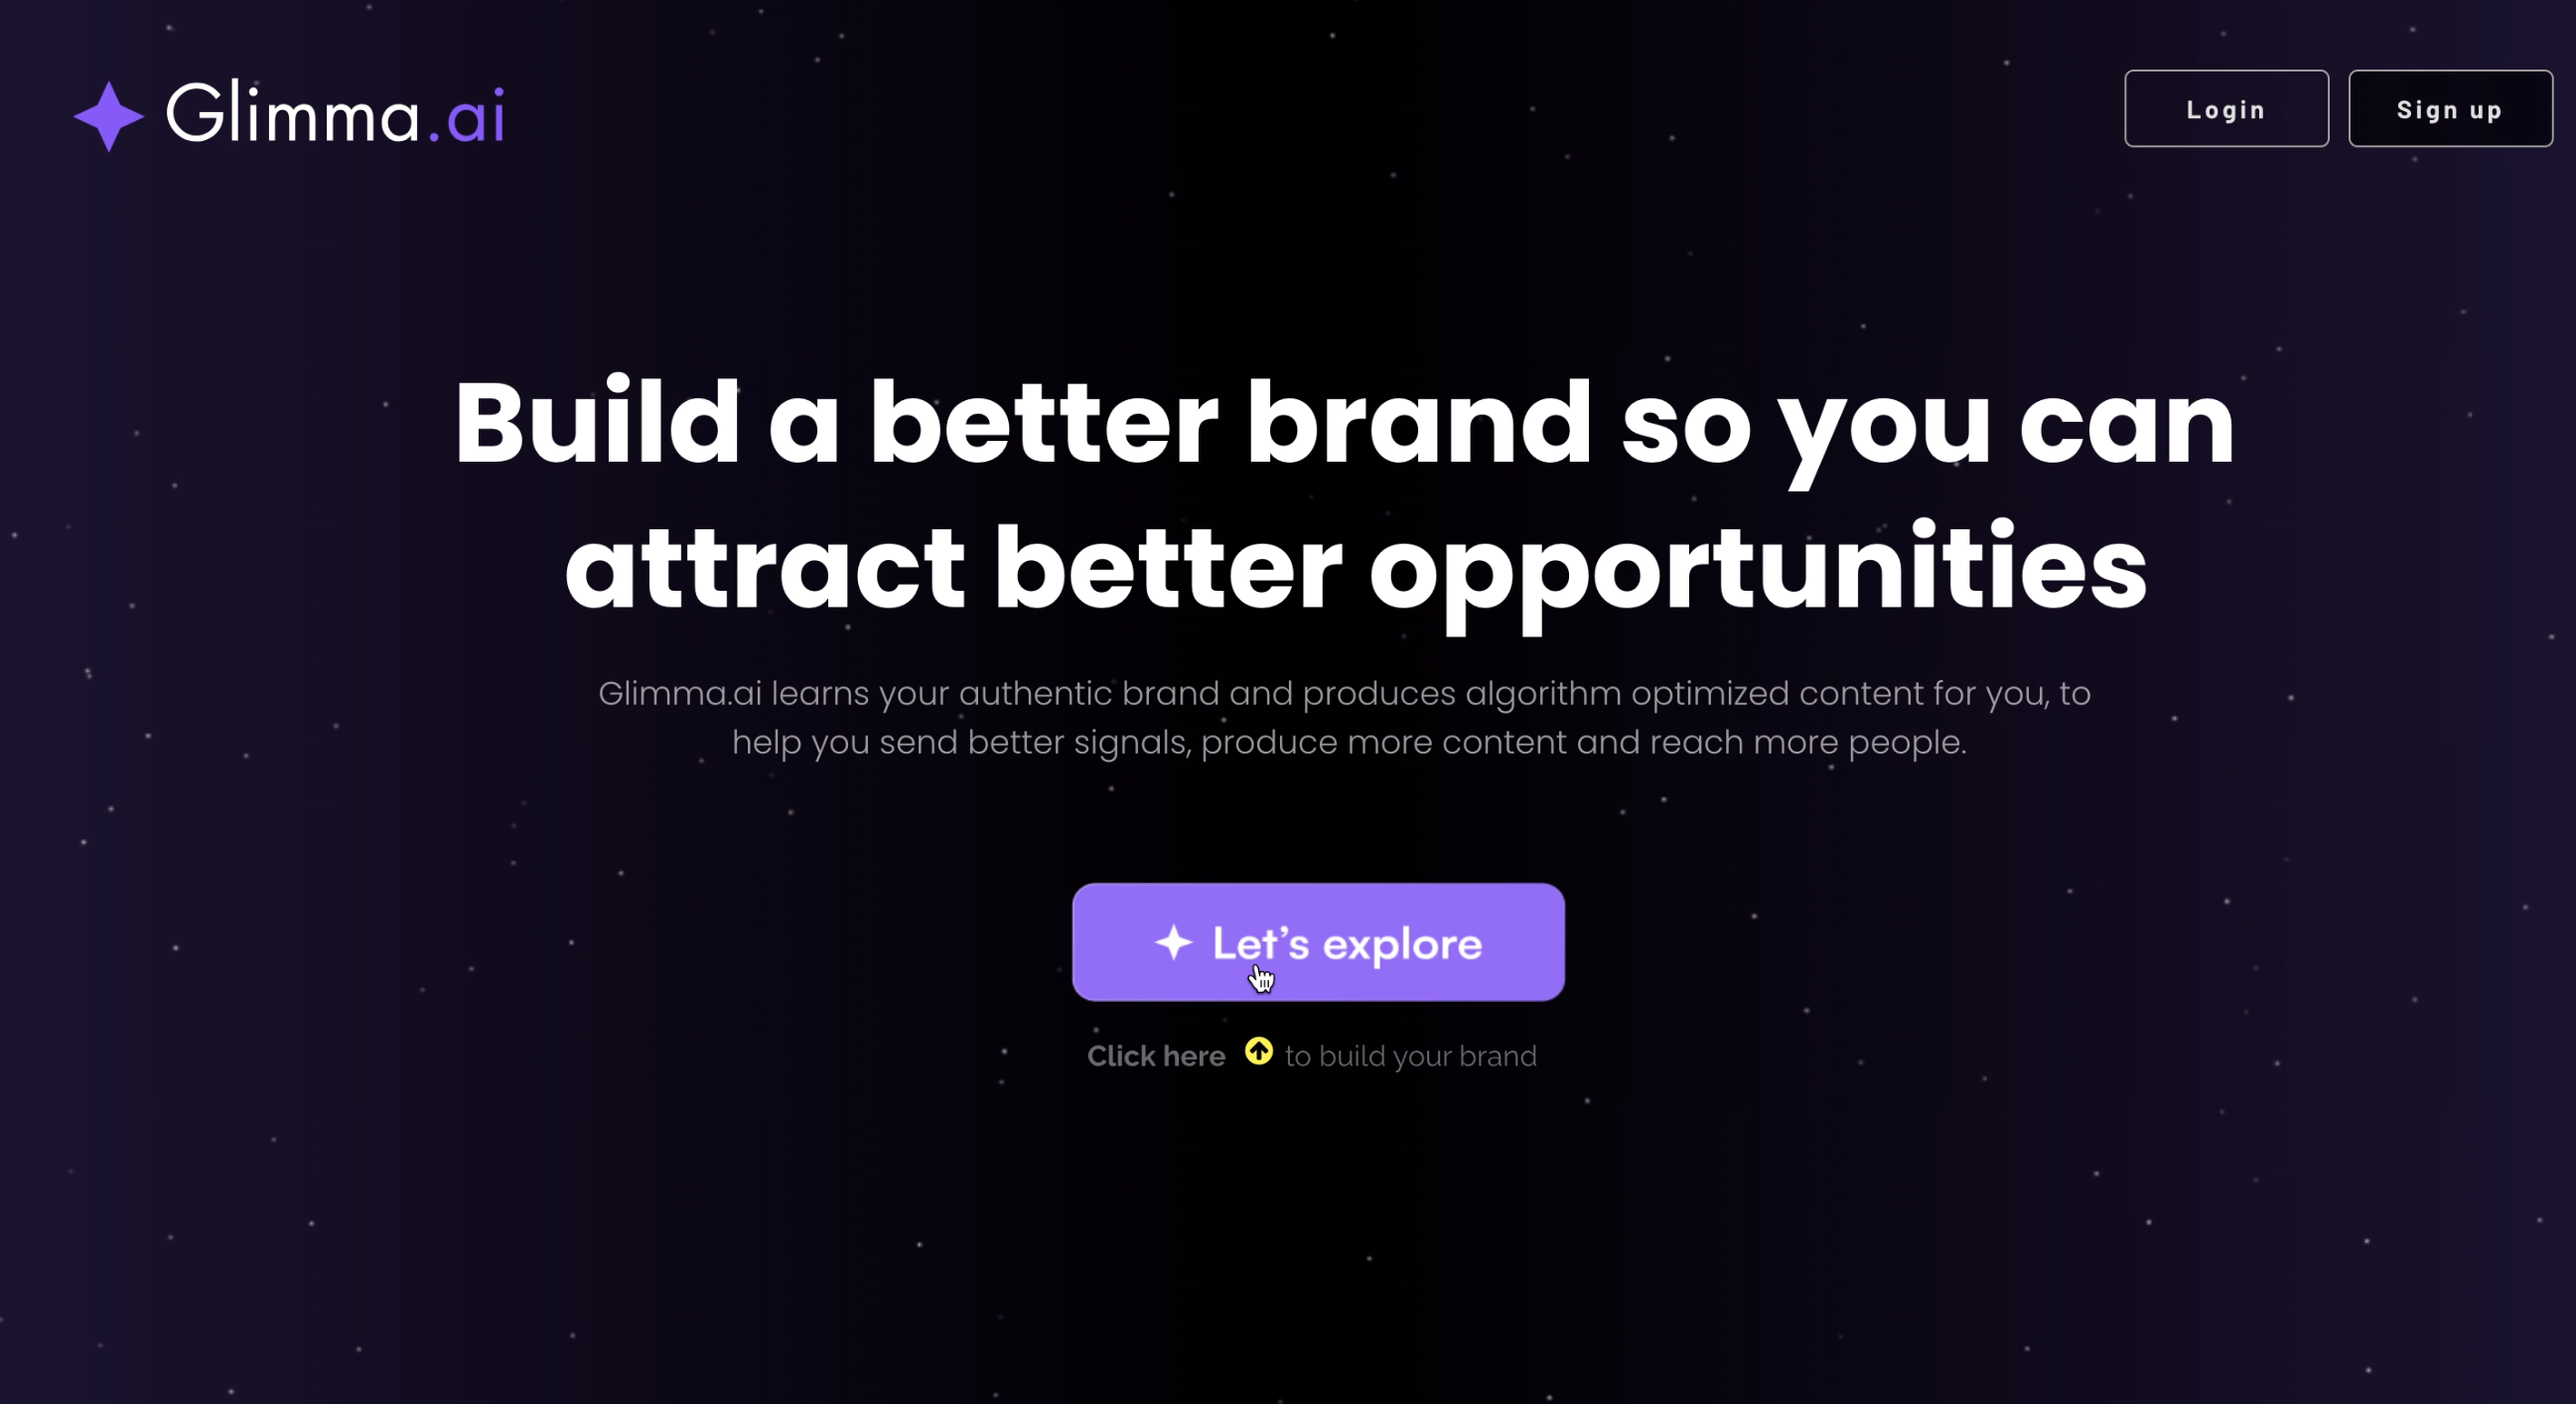 Glimma.ai
Login
Sign up
Build a better brand so you can
attract better opportunities
Glimma.ai learns your authentic brand and produces algorithm optimized content for you, to
help you send better signals, produce more content and reach more people.
Let’s explore
Click here to build your brand